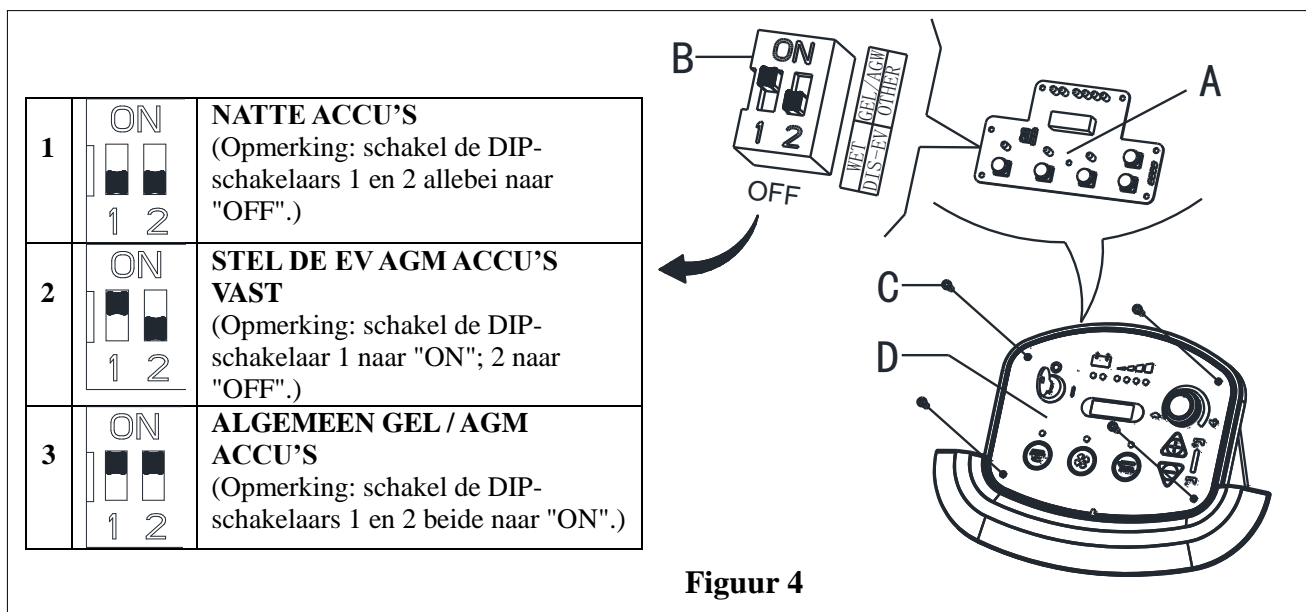 1
ON
1 2
NATTE ACCU’S
(Opmerking: schakel de DIP-
schakelaars 1 en 2 allebei naar
"OFF".)
2
ON
1 2
STEL DE EV AGM ACCU’S
VAST
(Opmerking: schakel de DIP-
schakelaar 1 naar "ON"; 2 naar
"OFF".)
3
ON
1 2
ALGEMEEN GEL / AGM
ACCU’S
(Opmerking: schakel de DIP-
schakelaars 1 en 2 beide naar "ON".)
B
ON
1 2
WET GEL/AGW
DIS-EV OTHER
OFF
A
C
D
Figuur 4